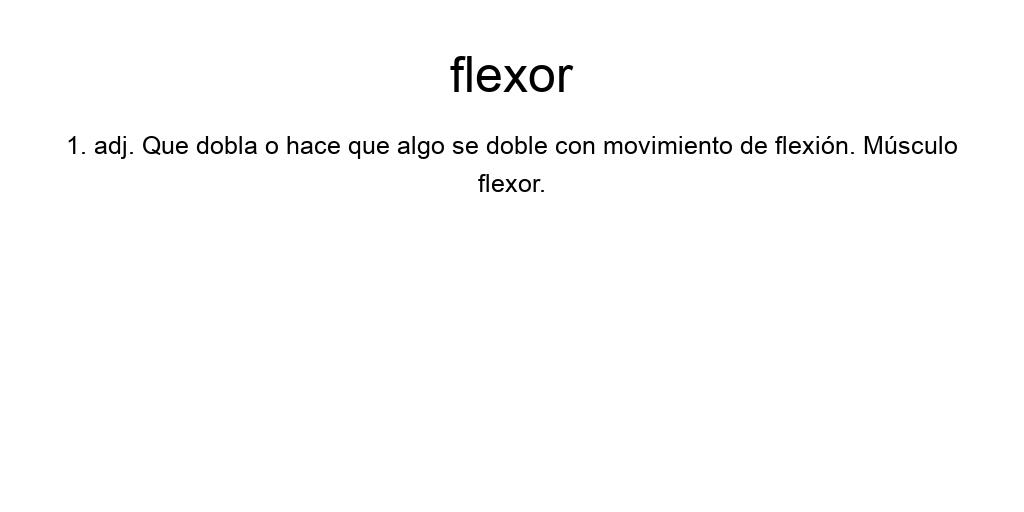 flexor
1. adj. Que dobla o hace que algo se doble con movimiento de flexión. Músculo
flexor.